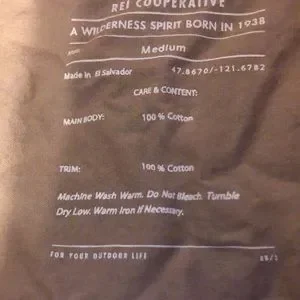 REI COOPERATIVE
A WILDERNESS SPIRIT BORN IN 1938
Medium
Made in El Salvador 47.8670/-121.6782
CARE & CONTENT:
MAIN BODY: 100% Cotton
TRIM: 100% Cotton
Machine Wash Warm. Do Not Bleach. Tumble
Dry Low. Warm Iron If Necessary.
FOR YOUR OUTDOOR LIFE